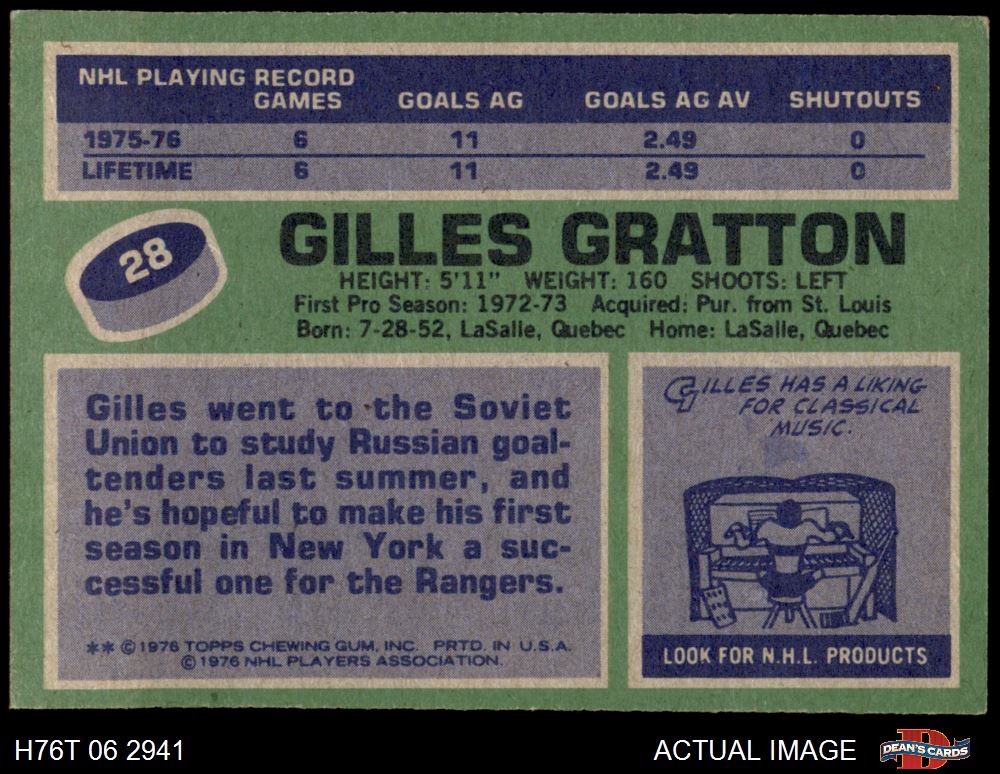 NHL PLAYING RECORD
GAMES GOALS AG GOALS AG AV SHUTOUTS
1975-76 6 11 2.49 0
LIFETIME 6 11 2.49 0
28
GILLES GRATTON
HEIGHT: 5'11" WEIGHT: 160 SHOOTS: LEFT
First Pro Season: 1972-73 Acquired: Pur. from St. Louis
Born: 7-28-52, LaSalle, Quebec Home: LaSalle, Quebec
Gilles went to the Soviet
Union to study Russian goal-
tenders last summer, and
he's hopeful to make his first
season in New York a suc-
cessful one for the Rangers.
** © 1976 TOPPS CHEWING GUM, INC. PRTD. IN U.S.A.
© 1976 NHL PLAYERS ASSOCIATION.
GILLES HAS A LIKING
FOR CLASSICAL
MUSIC.
LOOK FOR N.H.L. PRODUCTS
H76T 06 2941 ACTUAL IMAGE DEAN'S CARDS